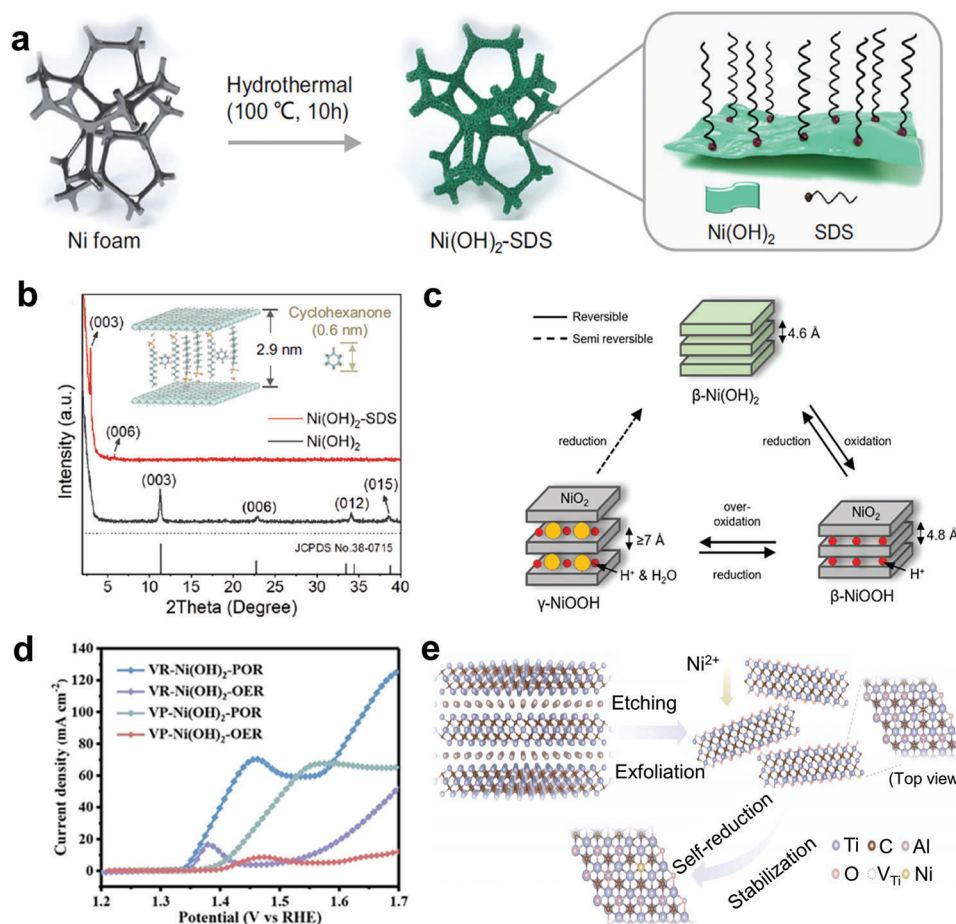 a
Hydrothermal
(100 ℃, 10h)
Ni foam
Ni(OH)₂-SDS
Ni(OH)₂
SDS
b
(003)
Cyclohexanone
(0.6 nm)
2.9 nm
Ni(OH)₂-SDS
Ni(OH)₂
(006)
(003)
(006)
(012)
(015)
JCPDS No.38-0715
Intensity (a.u.)
5
10
15
20
25
30
35
40
2Theta (Degree)
c
Reversible
Semi reversible
4.6 Å
β-Ni(OH)₂
reduction
reduction
oxidation
NiO₂
over-
oxidation
NiO₂
≥7 Å
4.8 Å
H⁺ & H₂O
reduction
H⁺
γ-NiOOH
β-NiOOH
d
140
120
100
80
60
40
20
0
Current density (mA cm⁻²)
VR-Ni(OH)₂-POR
VR-Ni(OH)₂-OER
VP-Ni(OH)₂-POR
VP-Ni(OH)₂-OER
1.2
1.3
1.4
1.5
1.6
1.7
Potential (V vs RHE)
e
Ni²⁺
Etching
Exfoliation
(Top view)
Self-reduction
Stabilization
Ti
C
Al
O
V_Ti
Ni